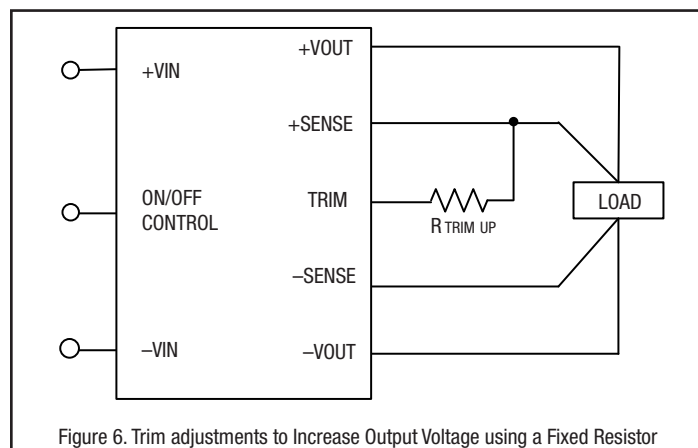 +VOUT
+VIN
+SENSE
ON/OFF
CONTROL
TRIM
LOAD
R TRIM UP
–SENSE
–VIN
–VOUT
Figure 6. Trim adjustments to Increase Output Voltage using a Fixed Resistor